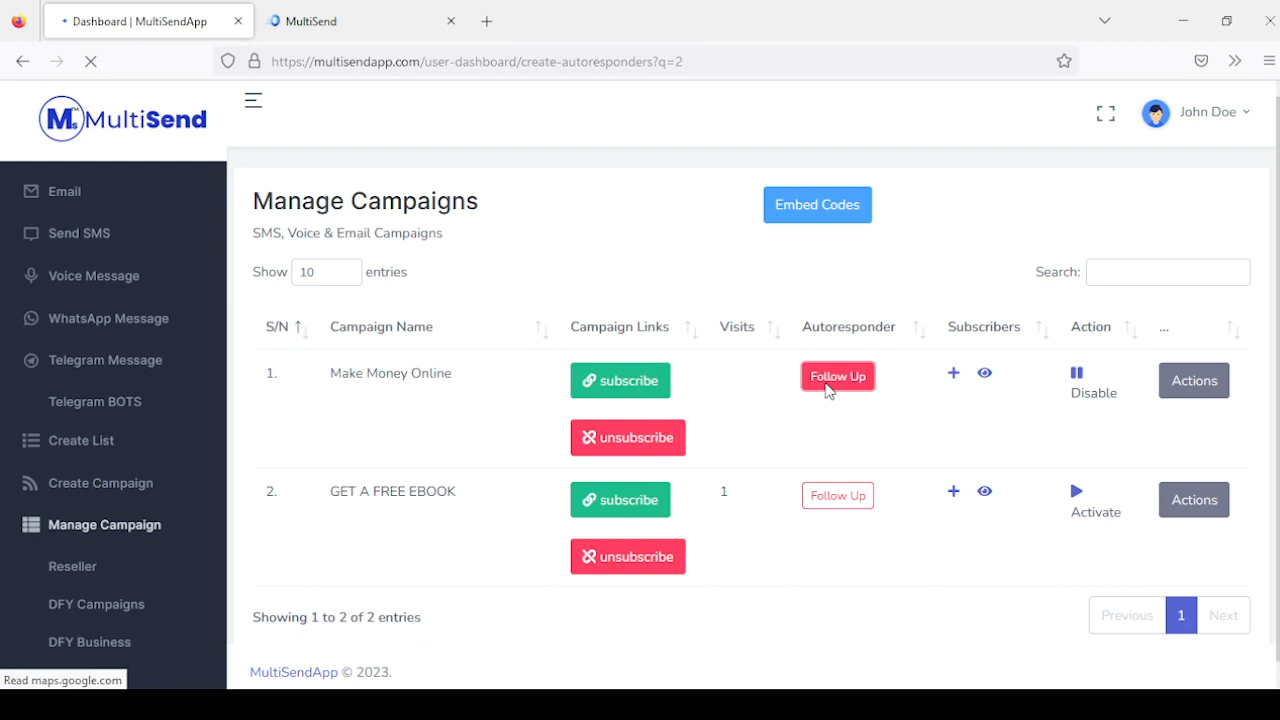 Dashboard | MultiSendApp
MultiSend
https://multisendapp.com/user-dashboard/create-autoresponders?q=2
MultiSend
John Doe
Email
Send SMS
Voice Message
WhatsApp Message
Telegram Message
Telegram BOTS
Create List
Create Campaign
Manage Campaign
Reseller
DFY Campaigns
DFY Business
Read maps.google.com
Manage Campaigns
Embed Codes
SMS, Voice & Email Campaigns
Show 10 entries
Search:
S/N Campaign Name Campaign Links Visits Autoresponder Subscribers Action ...
1. Make Money Online subscribe Follow Up Actions
Disable
unsubscribe
2. GET A FREE EBOOK subscribe 1 Follow Up Actions
Activate
unsubscribe
Showing 1 to 2 of 2 entries
Previous 1 Next
MultiSendApp © 2023.